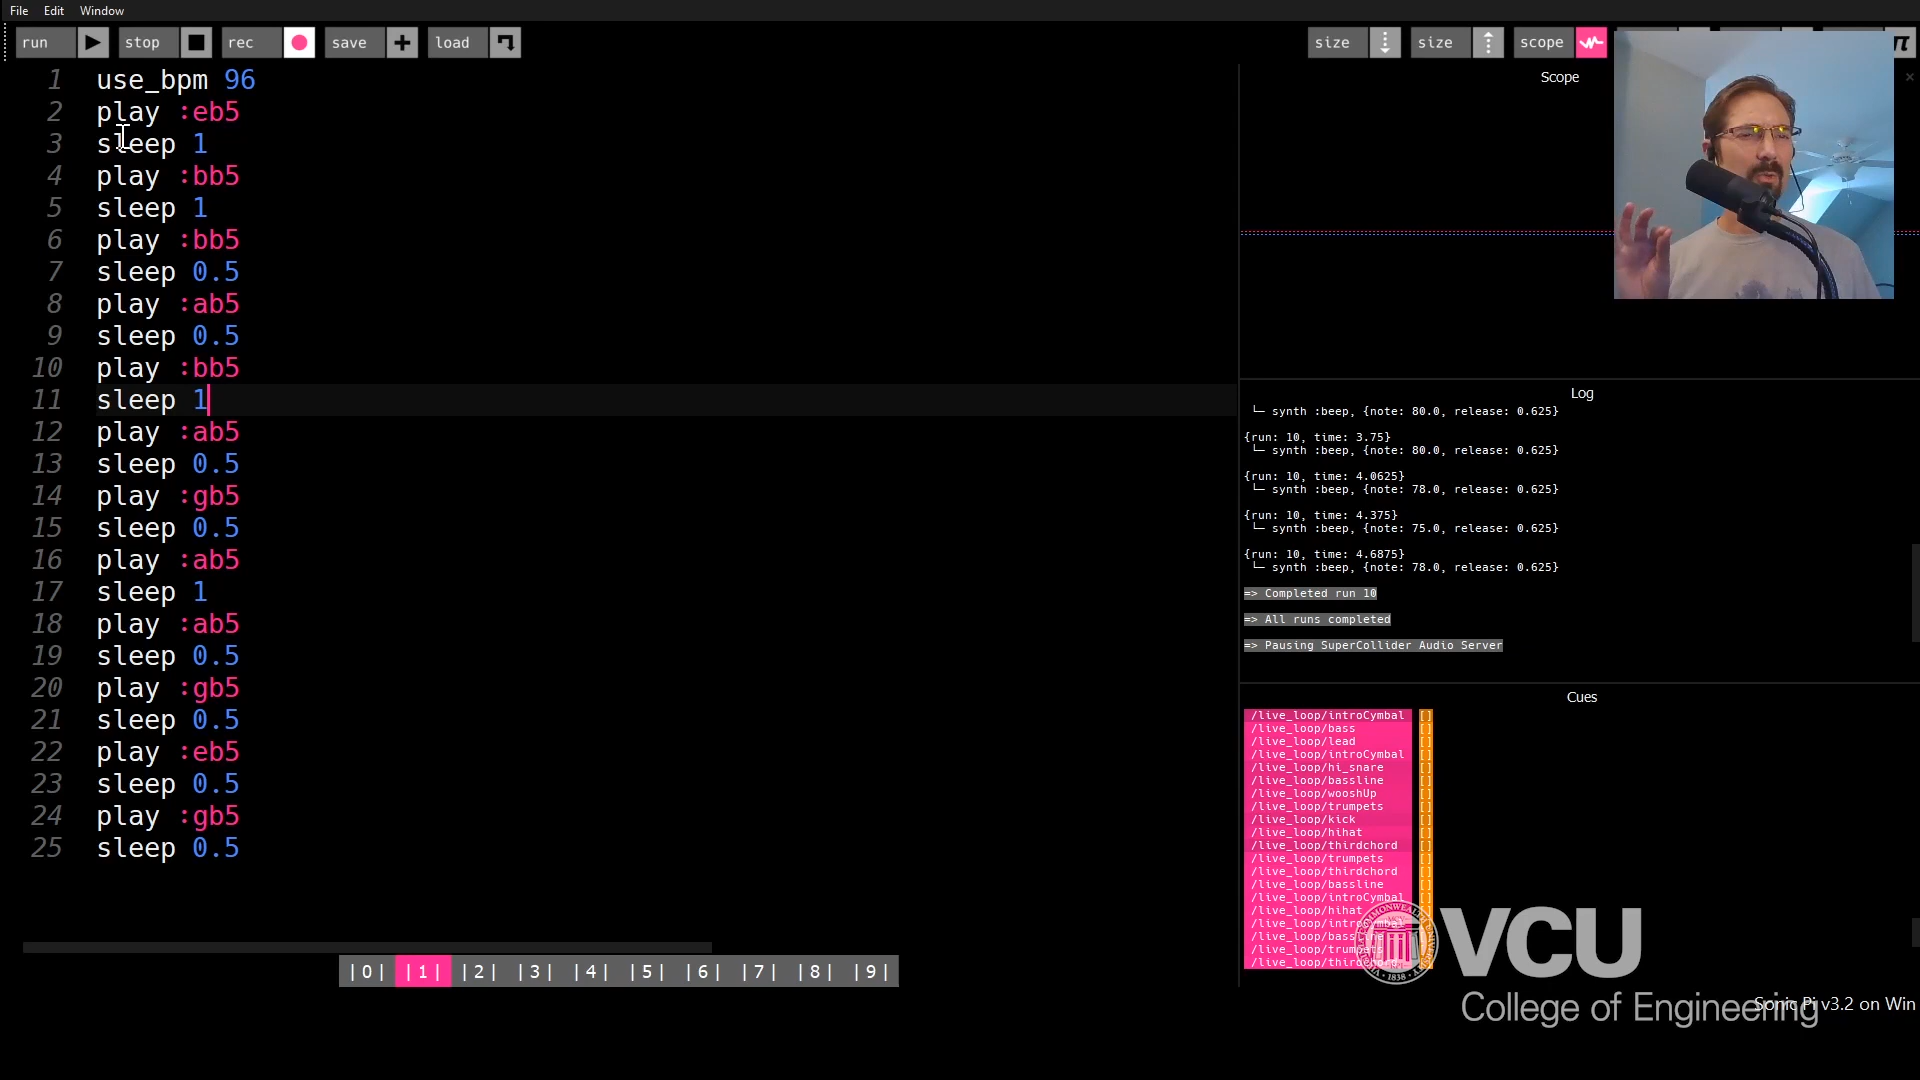 File Edit Window
run stop rec save load size size scope
1 use_bpm 96
2 play :eb5
3 sleep 1
4 play :bb5
5 sleep 1
6 play :bb5
7 sleep 0.5
8 play :ab5
9 sleep 0.5
10 play :bb5
11 sleep 1
12 play :ab5
13 sleep 0.5
14 play :gb5
15 sleep 0.5
16 play :ab5
17 sleep 1
18 play :ab5
19 sleep 0.5
20 play :gb5
21 sleep 0.5
22 play :eb5
23 sleep 0.5
24 play :gb5
25 sleep 0.5
|0| |1| |2| |3| |4| |5| |6| |7| |8| |9|
Scope
Log
└─ synth :beep, {note: 80.0, release: 0.625}
{run: 10, time: 3.75}
└─ synth :beep, {note: 80.0, release: 0.625}
{run: 10, time: 4.0625}
└─ synth :beep, {note: 78.0, release: 0.625}
{run: 10, time: 4.375}
└─ synth :beep, {note: 75.0, release: 0.625}
{run: 10, time: 4.6875}
└─ synth :beep, {note: 78.0, release: 0.625}
=> Completed run 10
=> All runs completed
=> Pausing SuperCollider Audio Server
Cues
/live_loop/introCymbal []
/live_loop/bass []
/live_loop/lead []
/live_loop/introCymbal []
/live_loop/hi_snare []
/live_loop/bassline []
/live_loop/wooshUp []
/live_loop/trumpets []
/live_loop/kick []
/live_loop/hihat []
/live_loop/thirdchord []
/live_loop/trumpets []
/live_loop/thirdchord []
/live_loop/bassline []
/live_loop/introCymbal []
/live_loop/hihat []
/live_loop/introCymbal []
/live_loop/bassline []
/live_loop/trumpets []
/live_loop/thirdchord []
VCU
College of Engineering
Sonic Pi v3.2 on Win